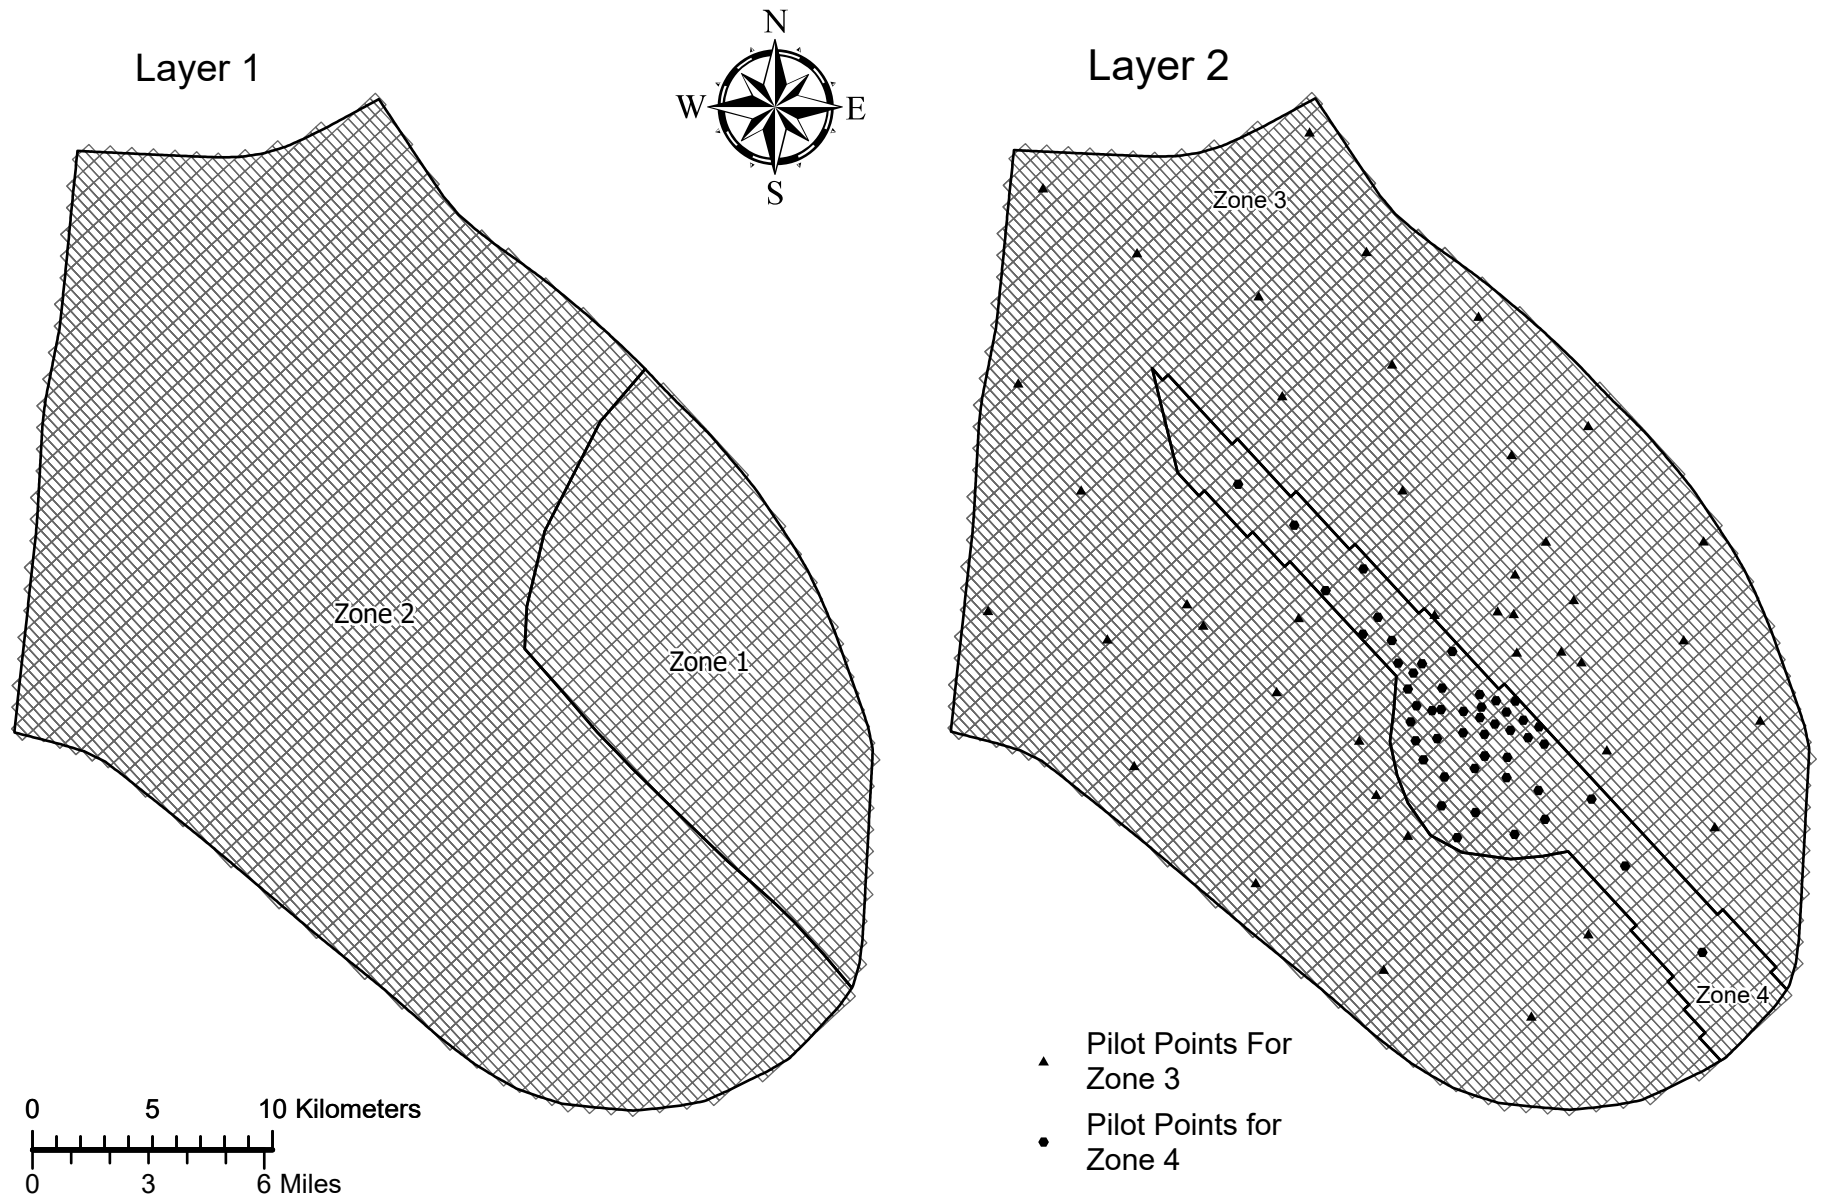 N
Layer 1
Layer 2
W
E
S
Zone 3
Zone 2
Zone 1
Zone 4
Pilot Points For
Zone 3
Pilot Points for
Zone 4
0 5 10 Kilometers
0 3 6 Miles